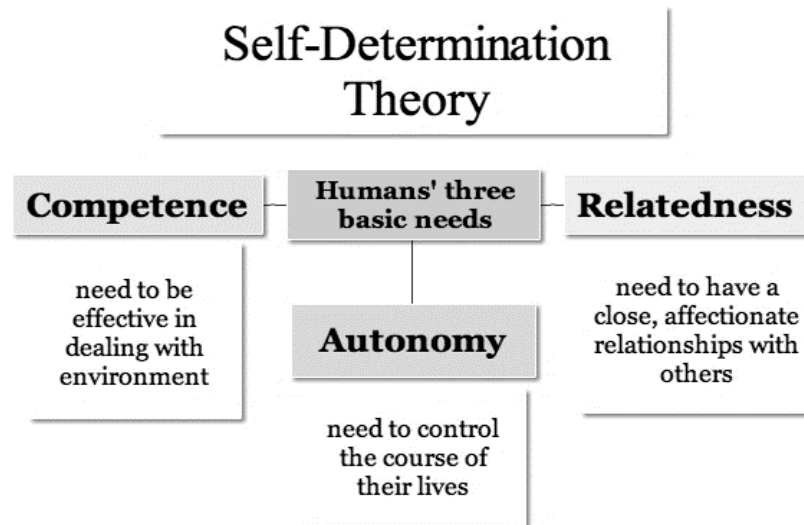 Self-Determination
Theory
Humans' three
basic needs
Competence
need to be
effective in
dealing with
environment
Autonomy
need to control
the course of
their lives
Relatedness
need to have a
close, affectionate
relationships with
others